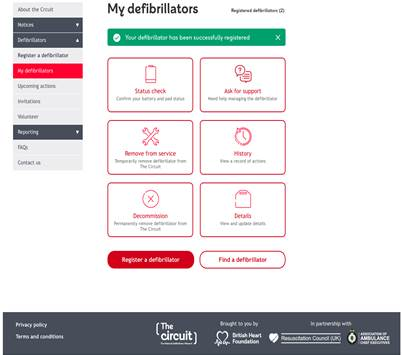 About the Circuit
Notices
Defibrillators
Register a defibrillator
My defibrillators
Upcoming actions
Invitations
Volunteer
Reporting
FAQs
Contact us
My defibrillators
Registered defibrillators (2)
Your defibrillator has been successfully registered
Status check
Confirm your battery and pad status
Ask for support
Need help managing the defibrillator
Remove from service
Temporarily remove defibrillator from
The Circuit
History
View a record of actions
Decommission
Permanently remove defibrillator from
The Circuit
Details
View and update details
Register a defibrillator
Find a defibrillator
Privacy policy
Terms and conditions
The
circuit
Brought to you by
British Heart
Foundation
In partnership with
Resuscitation Council (UK)
ASSOCIATION OF
AMBULANCE
CHIEF EXECUTIVES